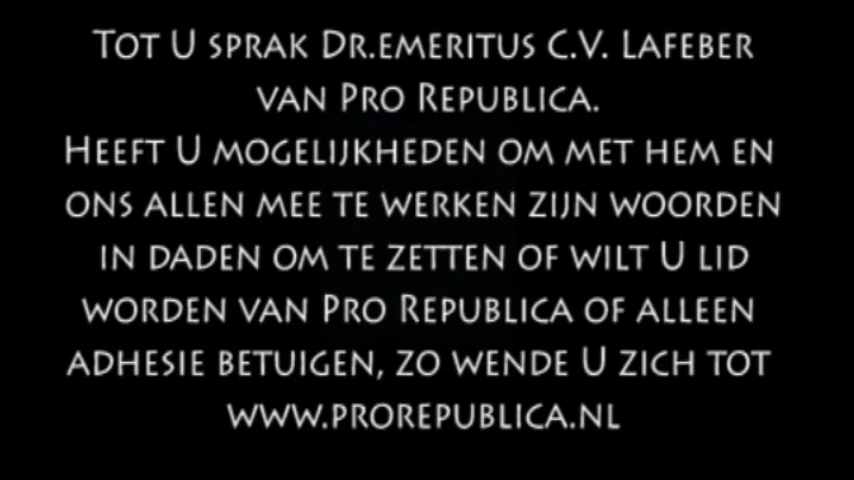 Tot U sprak Dr.emeritus C.V. Lafeber
van Pro Republica.
Heeft U mogelijkheden om met hem en
ons allen mee te werken zijn woorden
in daden om te zetten of wilt U lid
worden van Pro Republica of alleen
adhesie betuigen, zo wende U zich tot
www.prorepublica.nl